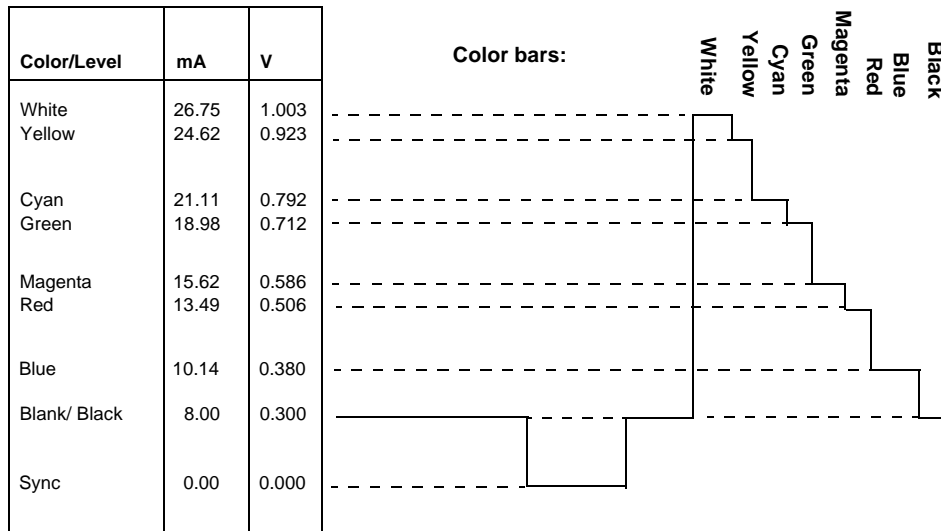 Color/Level mA V
White 26.75 1.003
Yellow 24.62 0.923
Cyan 21.11 0.792
Green 18.98 0.712
Magenta 15.62 0.586
Red 13.49 0.506
Blue 10.14 0.380
Blank/ Black 8.00 0.300
Sync 0.00 0.000
Color bars:
White
Yellow
Cyan
Green
Magenta
Red
Blue
Black